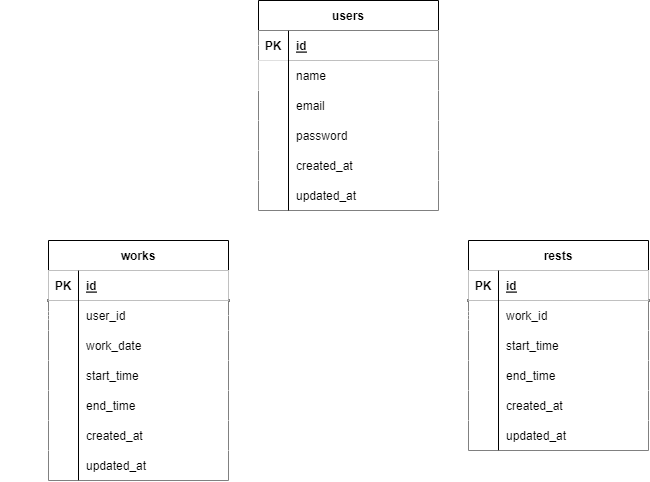 users
PK id
name
email
password
created_at
updated_at
works
PK id
user_id
work_date
start_time
end_time
created_at
updated_at
rests
PK id
work_id
start_time
end_time
created_at
updated_at